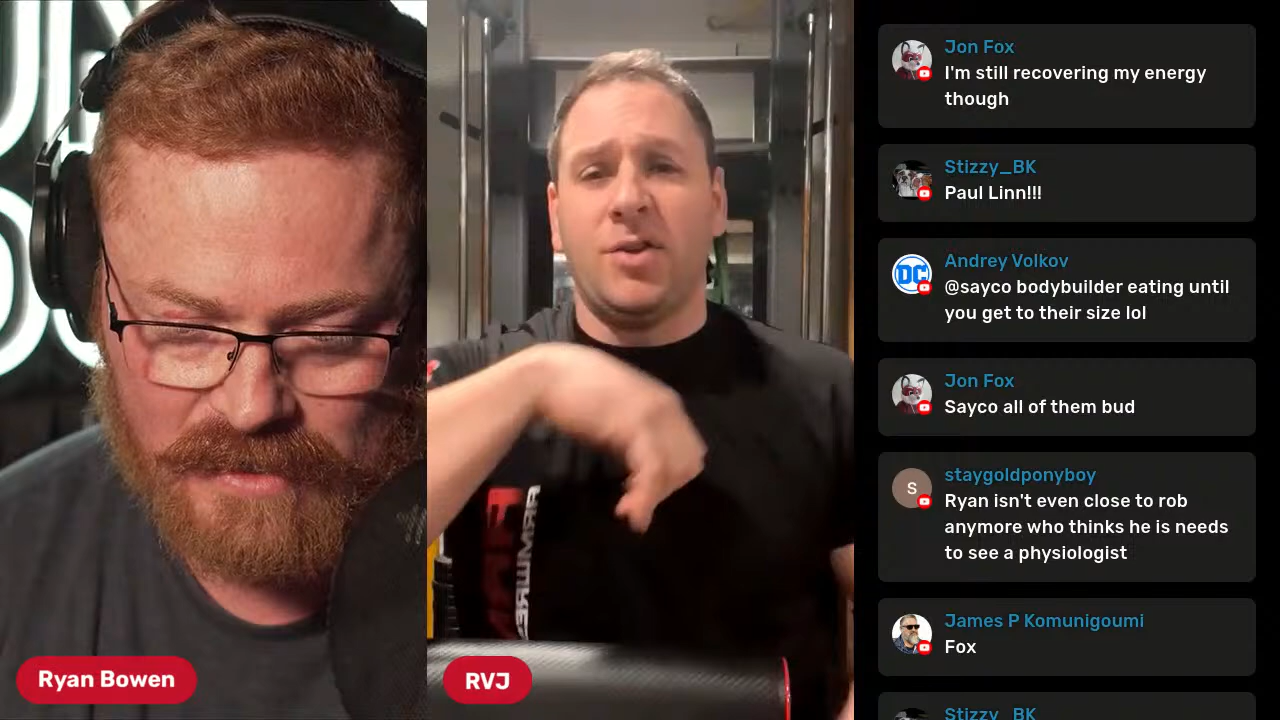 Ryan Bowen
RVJ
ARMWRE
Jon Fox
I'm still recovering my energy
though
Stizzy_BK
Paul Linn!!!
DC
Andrey Volkov
@sayco bodybuilder eating until
you get to their size lol
Jon Fox
Sayco all of them bud
S
staygoldponyboy
Ryan isn't even close to rob
anymore who thinks he is needs
to see a physiologist
James P Komunigoumi
Fox
Stizzy_BK